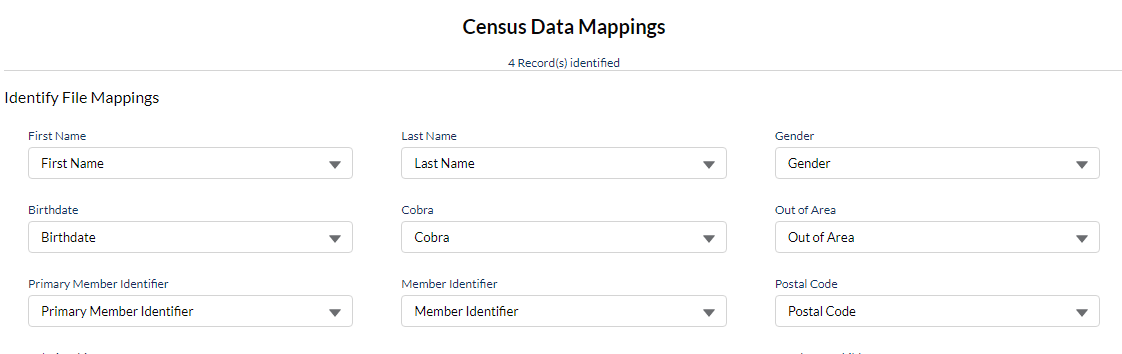 Census Data Mappings
4 Record(s) identified
Identify File Mappings
First Name Last Name Gender
First Name Last Name Gender
Birthdate Cobra Out of Area
Birthdate Cobra Out of Area
Primary Member Identifier Member Identifier Postal Code
Primary Member Identifier Member Identifier Postal Code